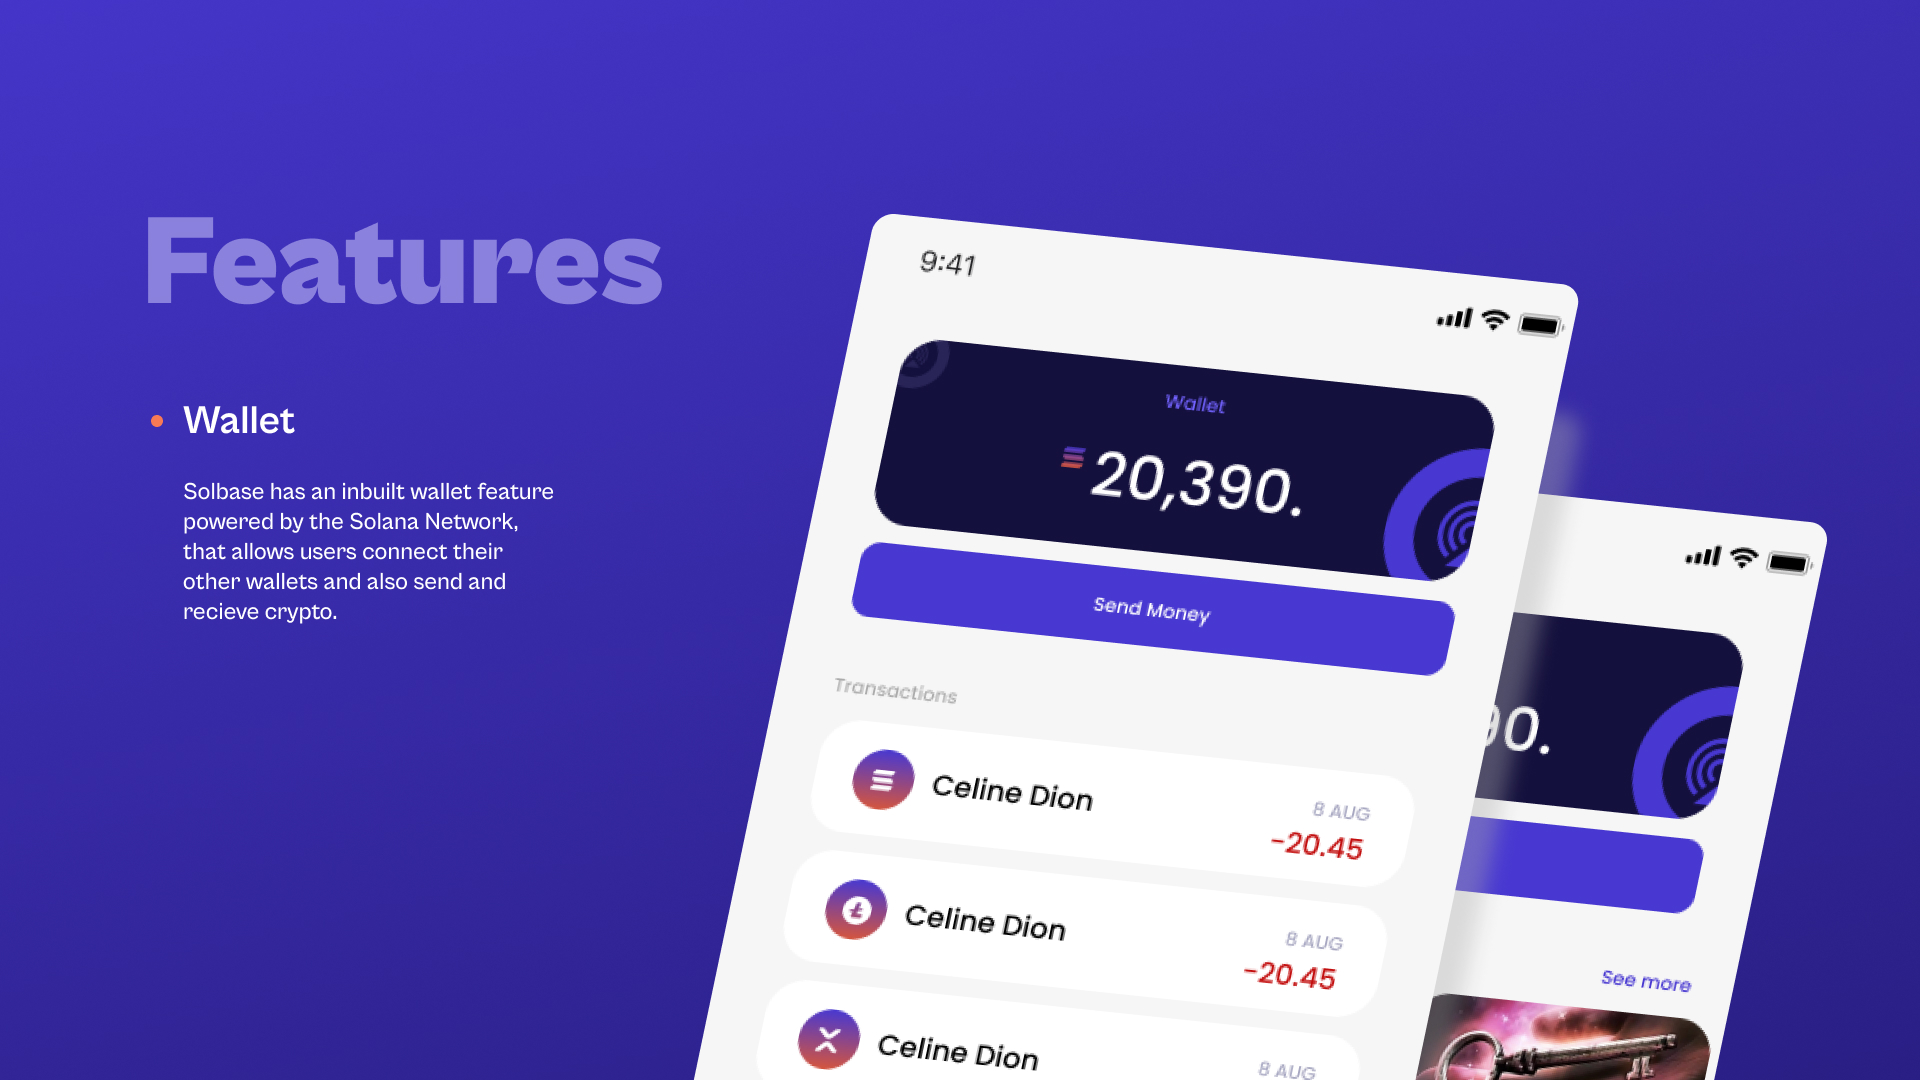 Features
Wallet
Solbase has an inbuilt wallet feature
powered by the Solana Network,
that allows users connect their
other wallets and also send and
recieve crypto.
9:41
Wallet
20,390.
Send Money
Transactions
Celine Dion
8 AUG
-20.45
Celine Dion
8 AUG
-20.45
Celine Dion
8 AUG
90.
See more